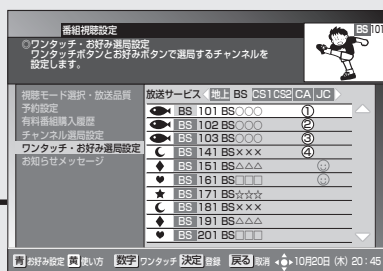 番組視聴設定
BS 101
◎ワンタッチ・お好み選局設定
ワンタッチボタンとお好みボタンで選局するチャンネルを
設定します。
視聴モード選択・放送品質
予約設定
有料番組購入履歴
チャンネル選局設定
ワンタッチ・お好み選局設定
お知らせメッセージ
放送サービス 地上 BS CS1 CS2 CA JC
BS 101 BS○○○ ①
BS 102 BS○○○ ②
BS 103 BS○○○ ③
BS 141 BS××× ④
BS 151 BS△△△
BS 161 BS□□□
BS 171 BS☆☆☆
BS 181 BS×××
BS 191 BS△△△
BS 201 BS□□□
青 お好み設定 黄 使い方 数字 ワンタッチ 決定 登録 戻る 取消 10月20日 (木) 20:45